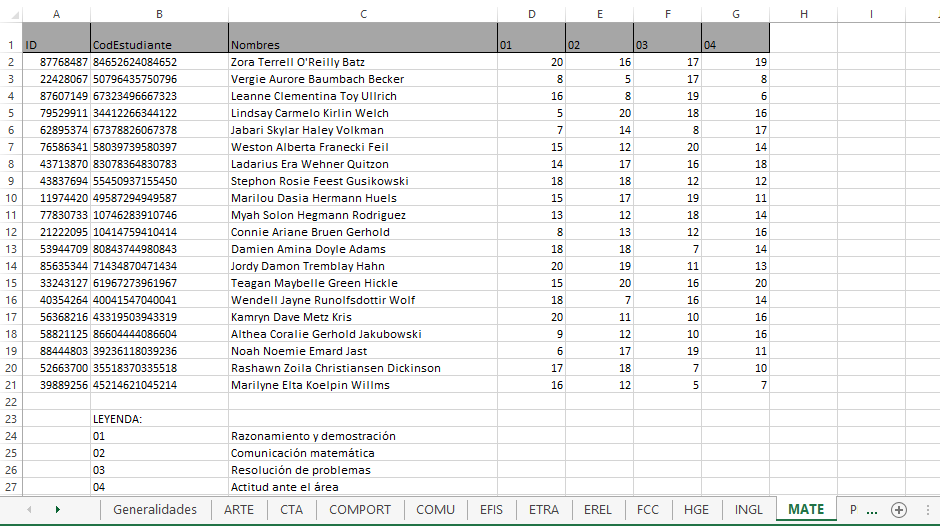 A B C D E F G H I
1 ID CodEstudiante Nombres 01 02 03 04
2 87768487 84652624084652 Zora Terrell O'Reilly Batz 20 16 17 19
3 22428067 50796435750796 Vergie Aurore Baumbach Becker 8 5 17 8
4 87607149 67323496667323 Leanne Clementina Toy Ullrich 16 8 19 6
5 79529911 34412266344122 Lindsay Carmelo Kirlin Welch 5 20 18 16
6 62895374 67378826067378 Jabari Skylar Haley Volkman 7 14 8 17
7 76586341 58039739580397 Weston Alberta Franecki Feil 15 12 20 14
8 43713870 83078364830783 Ladarius Era Wehner Quitzon 14 17 16 18
9 43837694 55450937155450 Stephon Rosie Feest Gusikowski 18 18 12 12
10 11974420 49587294949587 Marilou Dasia Hermann Huels 15 17 19 11
11 77830733 10746283910746 Myah Solon Hegmann Rodriguez 13 12 18 14
12 21222095 10414759410414 Connie Ariane Bruen Gerhold 8 13 12 16
13 53944709 80843744980843 Damien Amina Doyle Adams 18 18 7 14
14 85635344 71434870471434 Jordy Damon Tremblay Hahn 20 19 11 13
15 33243127 61967273961967 Teagan Maybelle Green Hickle 15 20 16 20
16 40354264 40041547040041 Wendell Jayne Runolfsdottir Wolf 18 7 16 14
17 56368216 43319503943319 Kamryn Dave Metz Kris 20 11 10 16
18 58821125 86604444086604 Althea Coralie Gerhold Jakubowski 9 12 10 16
19 88444803 39236118039236 Noah Noemie Emard Jast 6 17 19 11
20 52663700 35518370335518 Rashawn Zoila Christiansen Dickinson 17 18 7 10
21 39889256 45214621045214 Marilyne Elta Koelpin Willms 16 12 5 7
22
23 LEYENDA:
24 01 Razonamiento y demostración
25 02 Comunicación matemática
26 03 Resolución de problemas
27 04 Actitud ante el área
Generalidades ARTE CTA COMPORT COMU EFIS ETRA EREL FCC HGE INGL MATE P ...